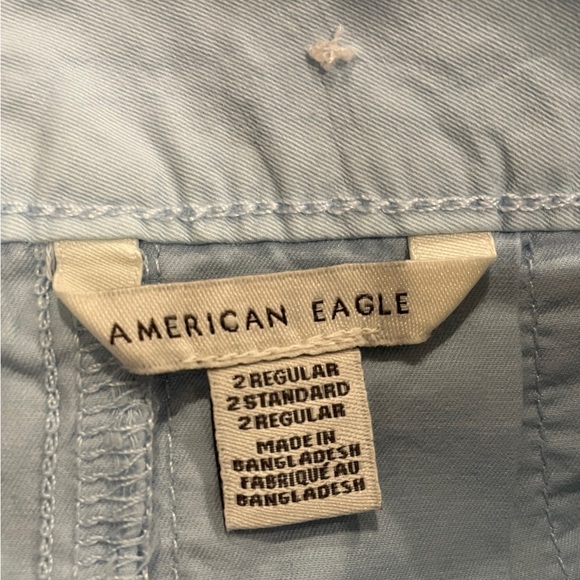 AMERICAN EAGLE
2 REGULAR
2 STANDARD
2 REGULAR
MADE IN
BANGLADESH
FABRIQUÉ AU
BANGLADESH